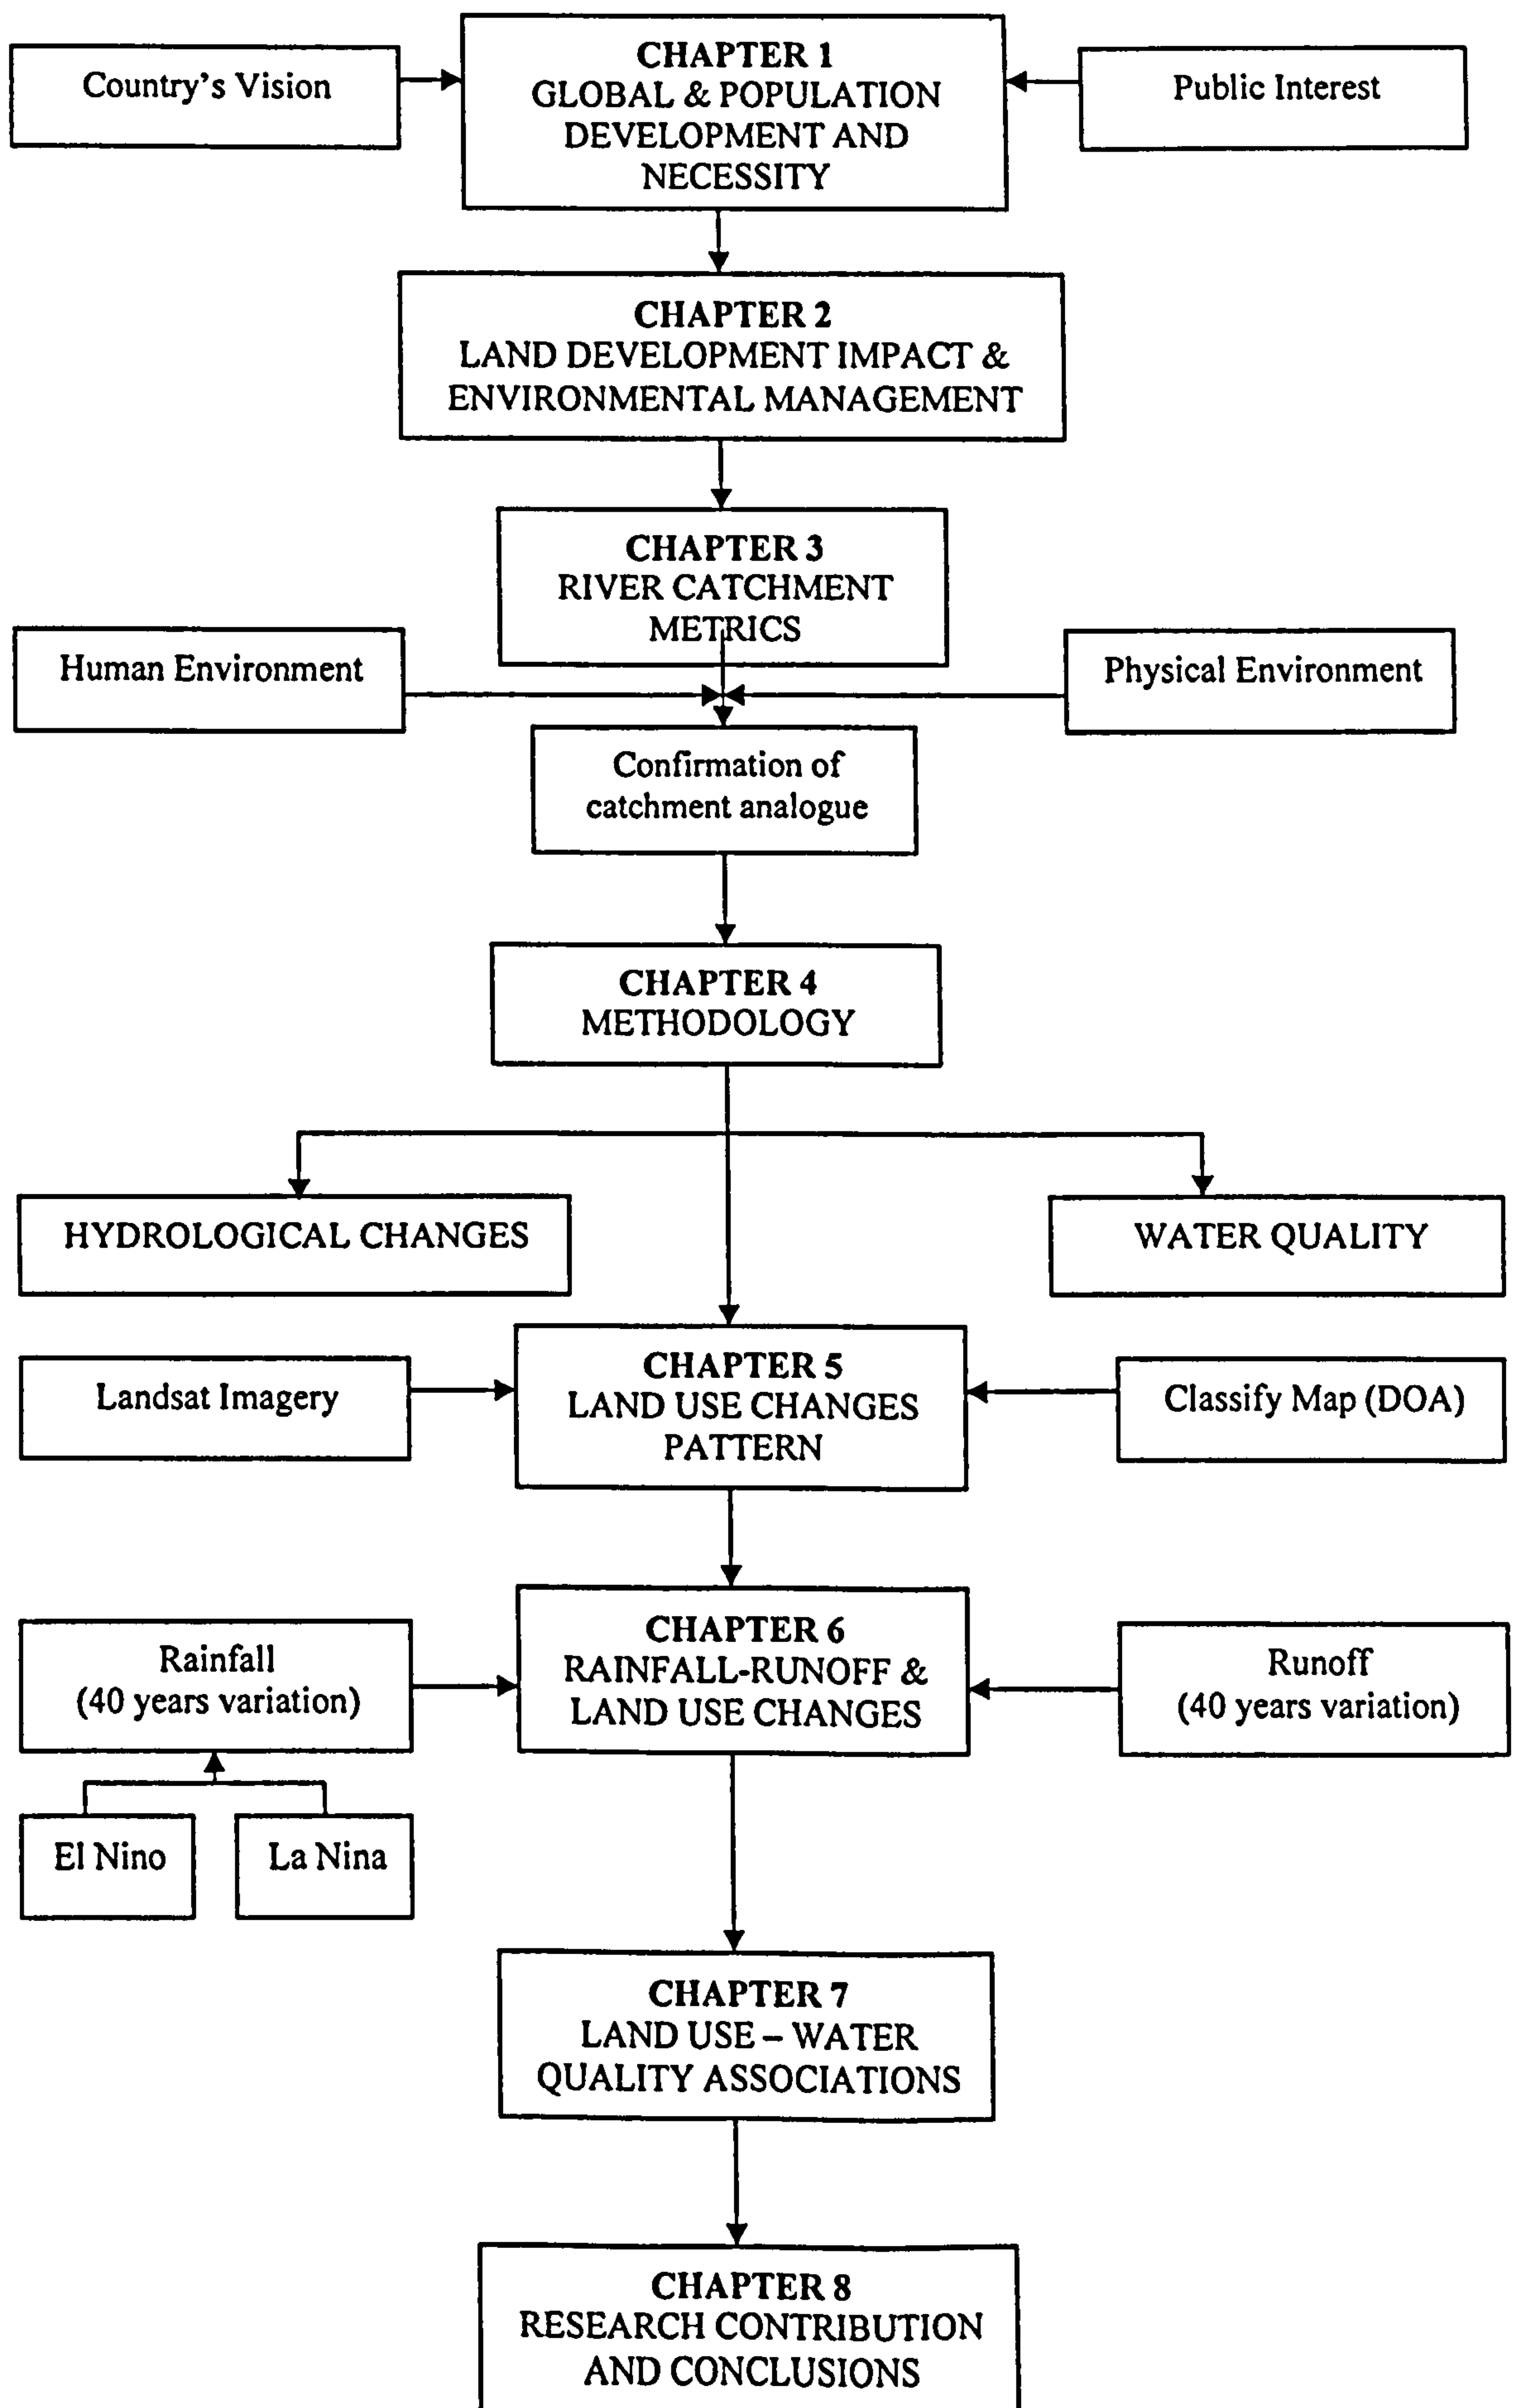 Country's Vision
CHAPTER 1
GLOBAL & POPULATION
DEVELOPMENT AND
NECESSITY
Public Interest
CHAPTER 2
LAND DEVELOPMENT IMPACT &
ENVIRONMENTAL MANAGEMENT
CHAPTER 3
RIVER CATCHMENT
METRICS
Human Environment
Physical Environment
Confirmation of
catchment analogue
CHAPTER 4
METHODOLOGY
HYDROLOGICAL CHANGES
WATER QUALITY
Landsat Imagery
CHAPTER 5
LAND USE CHANGES
PATTERN
Classify Map (DOA)
Rainfall
(40 years variation)
CHAPTER 6
RAINFALL-RUNOFF &
LAND USE CHANGES
Runoff
(40 years variation)
El Nino
La Nina
CHAPTER 7
LAND USE – WATER
QUALITY ASSOCIATIONS
CHAPTER 8
RESEARCH CONTRIBUTION
AND CONCLUSIONS